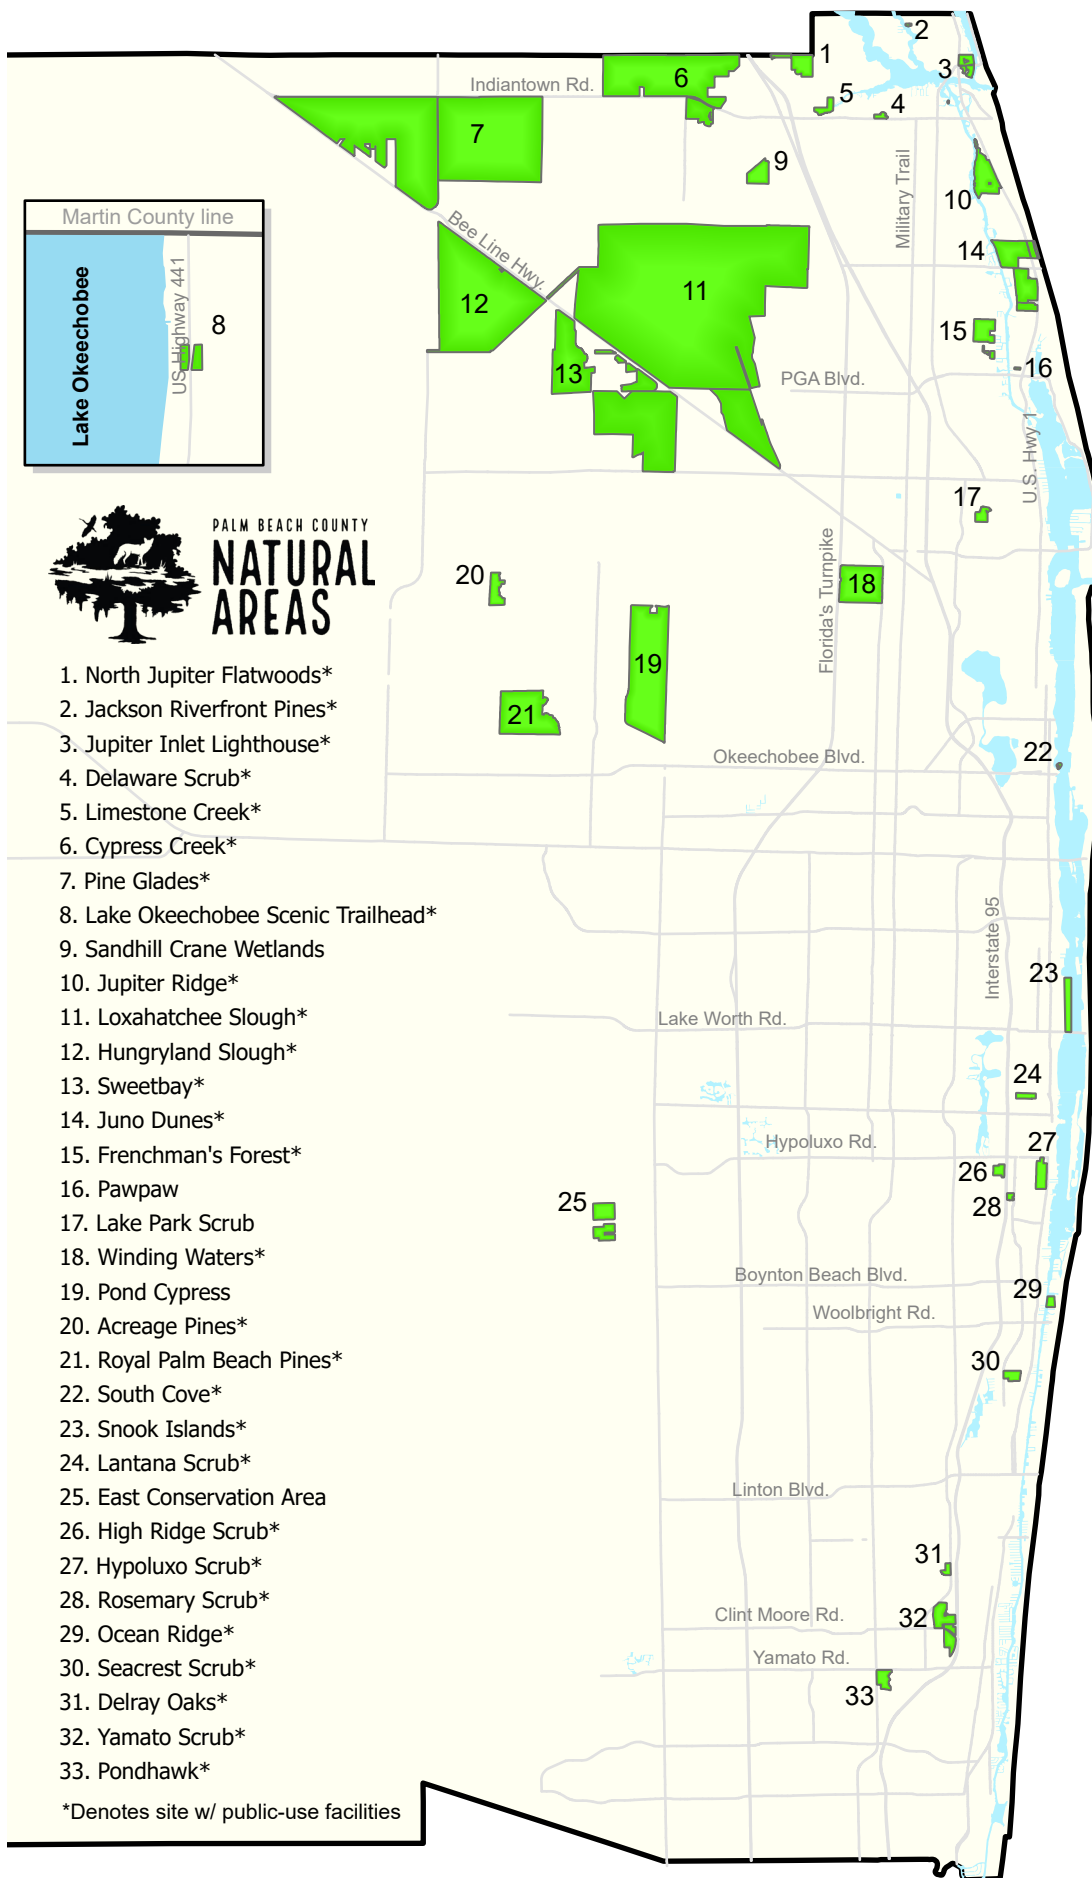 1
2
3
4
5
6
Indiantown Rd.
7
9
Military Trail
10
Martin County line
Lake Okeechobee
US Highway 441
8
Bee Line Hwy.
11
12
13
14
15
16
PGA Blvd.
U.S. Hwy 1
17
PALM BEACH COUNTY
NATURAL
AREAS
20
Florida's Turnpike
18
19
21
Okeechobee Blvd.
22
Interstate 95
23
Lake Worth Rd.
24
Hypoluxo Rd.
27
26
28
25
Boynton Beach Blvd.
29
Woolbright Rd.
30
Linton Blvd.
31
Clint Moore Rd.
32
Yamato Rd.
33
1. North Jupiter Flatwoods*
2. Jackson Riverfront Pines*
3. Jupiter Inlet Lighthouse*
4. Delaware Scrub*
5. Limestone Creek*
6. Cypress Creek*
7. Pine Glades*
8. Lake Okeechobee Scenic Trailhead*
9. Sandhill Crane Wetlands
10. Jupiter Ridge*
11. Loxahatchee Slough*
12. Hungryland Slough*
13. Sweetbay*
14. Juno Dunes*
15. Frenchman's Forest*
16. Pawpaw
17. Lake Park Scrub
18. Winding Waters*
19. Pond Cypress
20. Acreage Pines*
21. Royal Palm Beach Pines*
22. South Cove*
23. Snook Islands*
24. Lantana Scrub*
25. East Conservation Area
26. High Ridge Scrub*
27. Hypoluxo Scrub*
28. Rosemary Scrub*
29. Ocean Ridge*
30. Seacrest Scrub*
31. Delray Oaks*
32. Yamato Scrub*
33. Pondhawk*
*Denotes site w/ public-use facilities